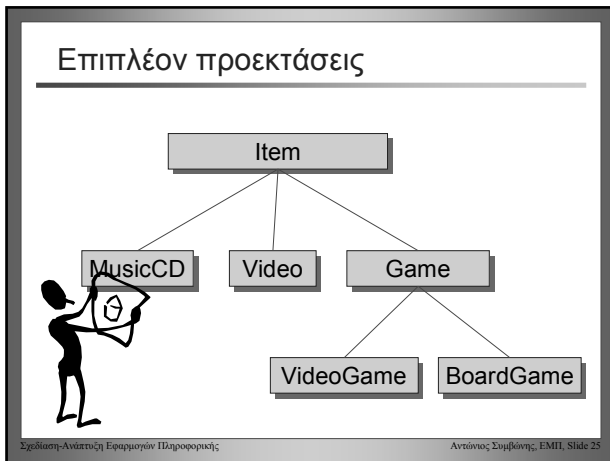 Επιπλέον προεκτάσεις
Item
MusicCD Video Game
VideoGame BoardGame
Σχεδίαση-Ανάπτυξη Εφαρμογών Πληροφορικής Αντώνιος Συμβώνης, ΕΜΠ, Slide 25